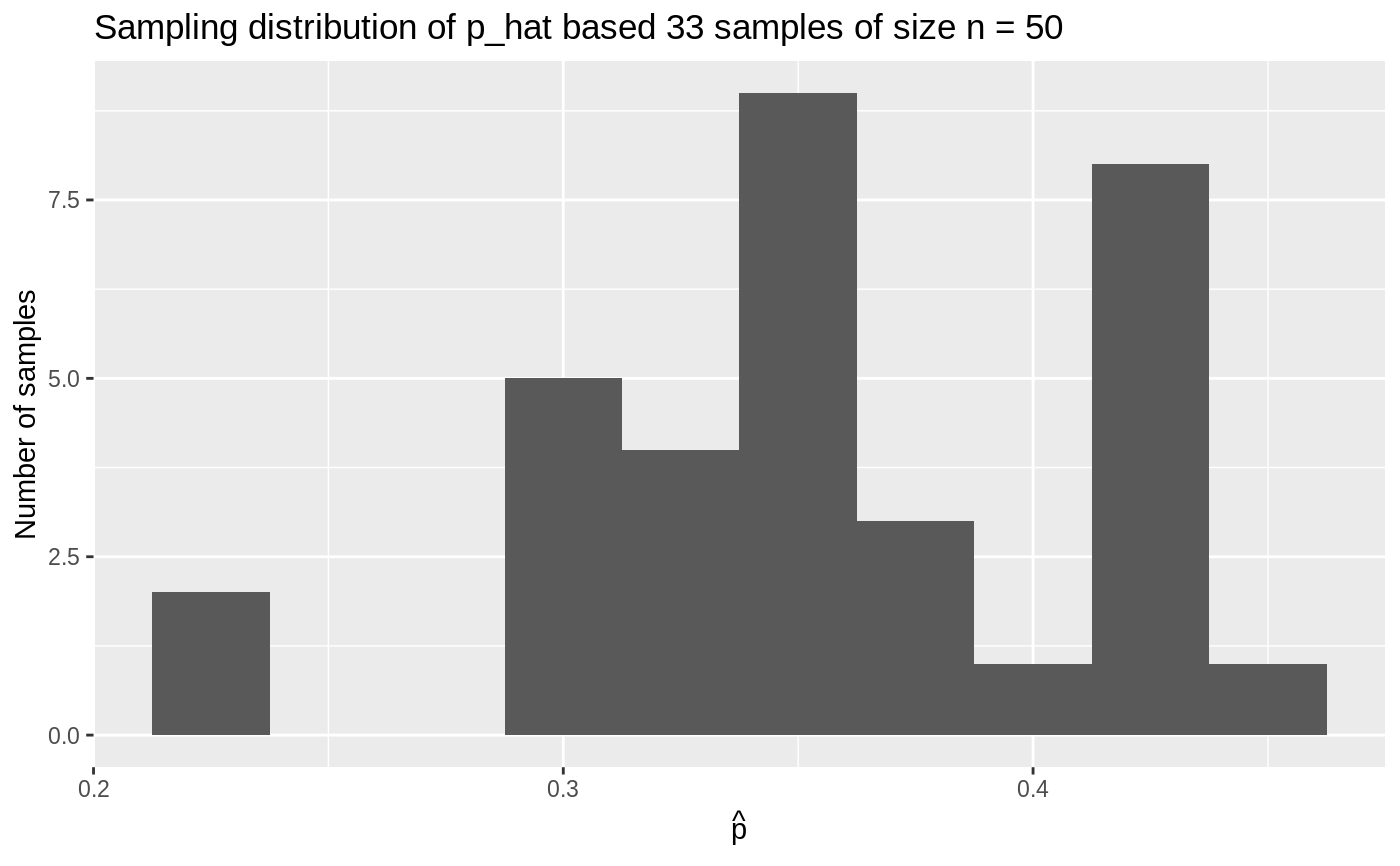 Sampling distribution of p_hat based 33 samples of size n = 50
Number of samples
7.5
5.0
2.5
0.0
0.2
0.3
0.4
p̂